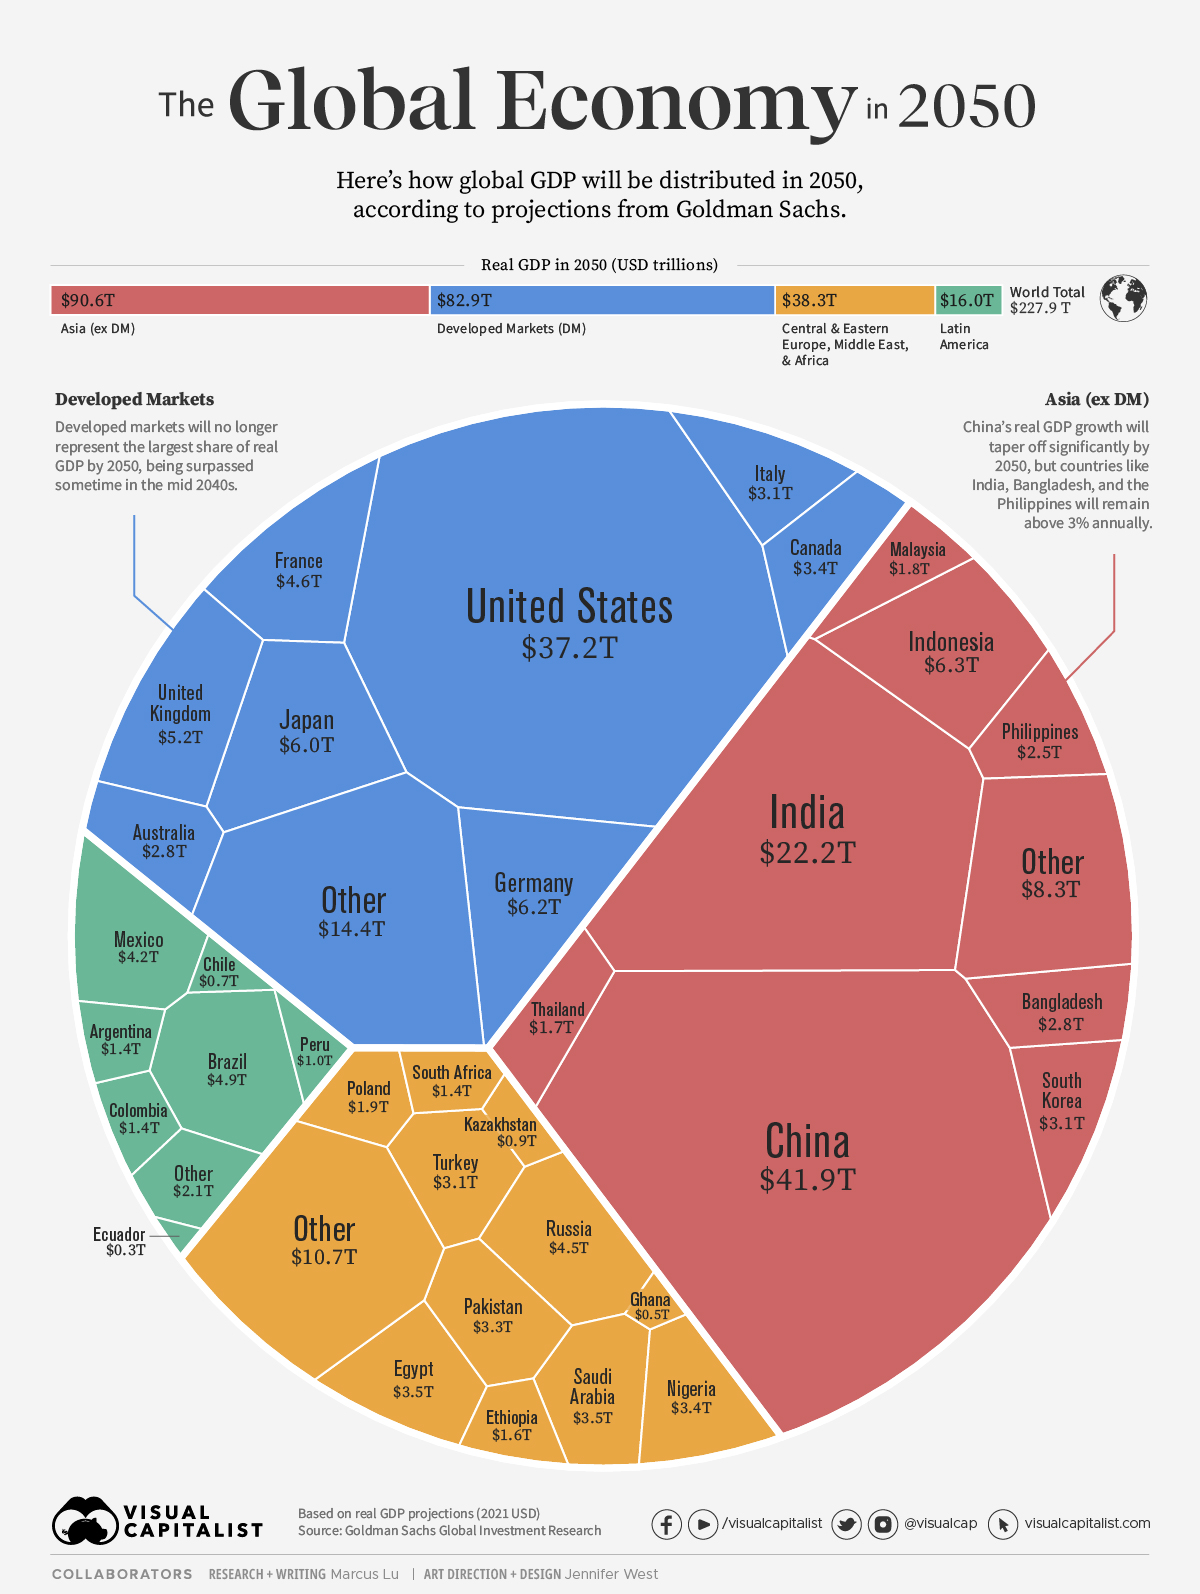 The Global Economy in 2050
Here's how global GDP will be distributed in 2050,
according to projections from Goldman Sachs.
Real GDP in 2050 (USD trillions)
$90.6T
$82.9T
$38.3T
$16.0T
World Total
$227.9 T
Asia (ex DM)
Developed Markets (DM)
Central & Eastern
Europe, Middle East,
& Africa
Latin
America
Developed Markets
Developed markets will no longer
represent the largest share of real
GDP by 2050, being surpassed
sometime in the mid 2040s.
Asia (ex DM)
China's real GDP growth will
taper off significantly by
2050, but countries like
India, Bangladesh, and the
Philippines will remain
above 3% annually.
Italy
$3.1T
Canada
$3.4T
France
$4.6T
United States
$37.2T
United
Kingdom
$5.2T
Japan
$6.0T
Australia
$2.8T
Other
$14.4T
Germany
$6.2T
Malaysia
$1.8T
Indonesia
$6.3T
Philippines
$2.5T
India
$22.2T
Other
$8.3T
Thailand
$1.7T
Bangladesh
$2.8T
South
Korea
$3.1T
China
$41.9T
Mexico
$4.2T
Chile
$0.7T
Argentina
$1.4T
Brazil
$4.9T
Peru
$1.0T
Colombia
$1.4T
Other
$2.1T
Ecuador
$0.3T
Poland
$1.9T
South Africa
$1.4T
Kazakhstan
$0.9T
Turkey
$3.1T
Other
$10.7T
Russia
$4.5T
Ghana
$0.5T
Pakistan
$3.3T
Egypt
$3.5T
Ethiopia
$1.6T
Saudi
Arabia
$3.5T
Nigeria
$3.4T
VISUAL
CAPITALIST
Based on real GDP projections (2021 USD)
Source: Goldman Sachs Global Investment Research
/visualcapitalist
@visualcap
visualcapitalist.com
COLLABORATORS RESEARCH + WRITING Marcus Lu | ART DIRECTION + DESIGN Jennifer West